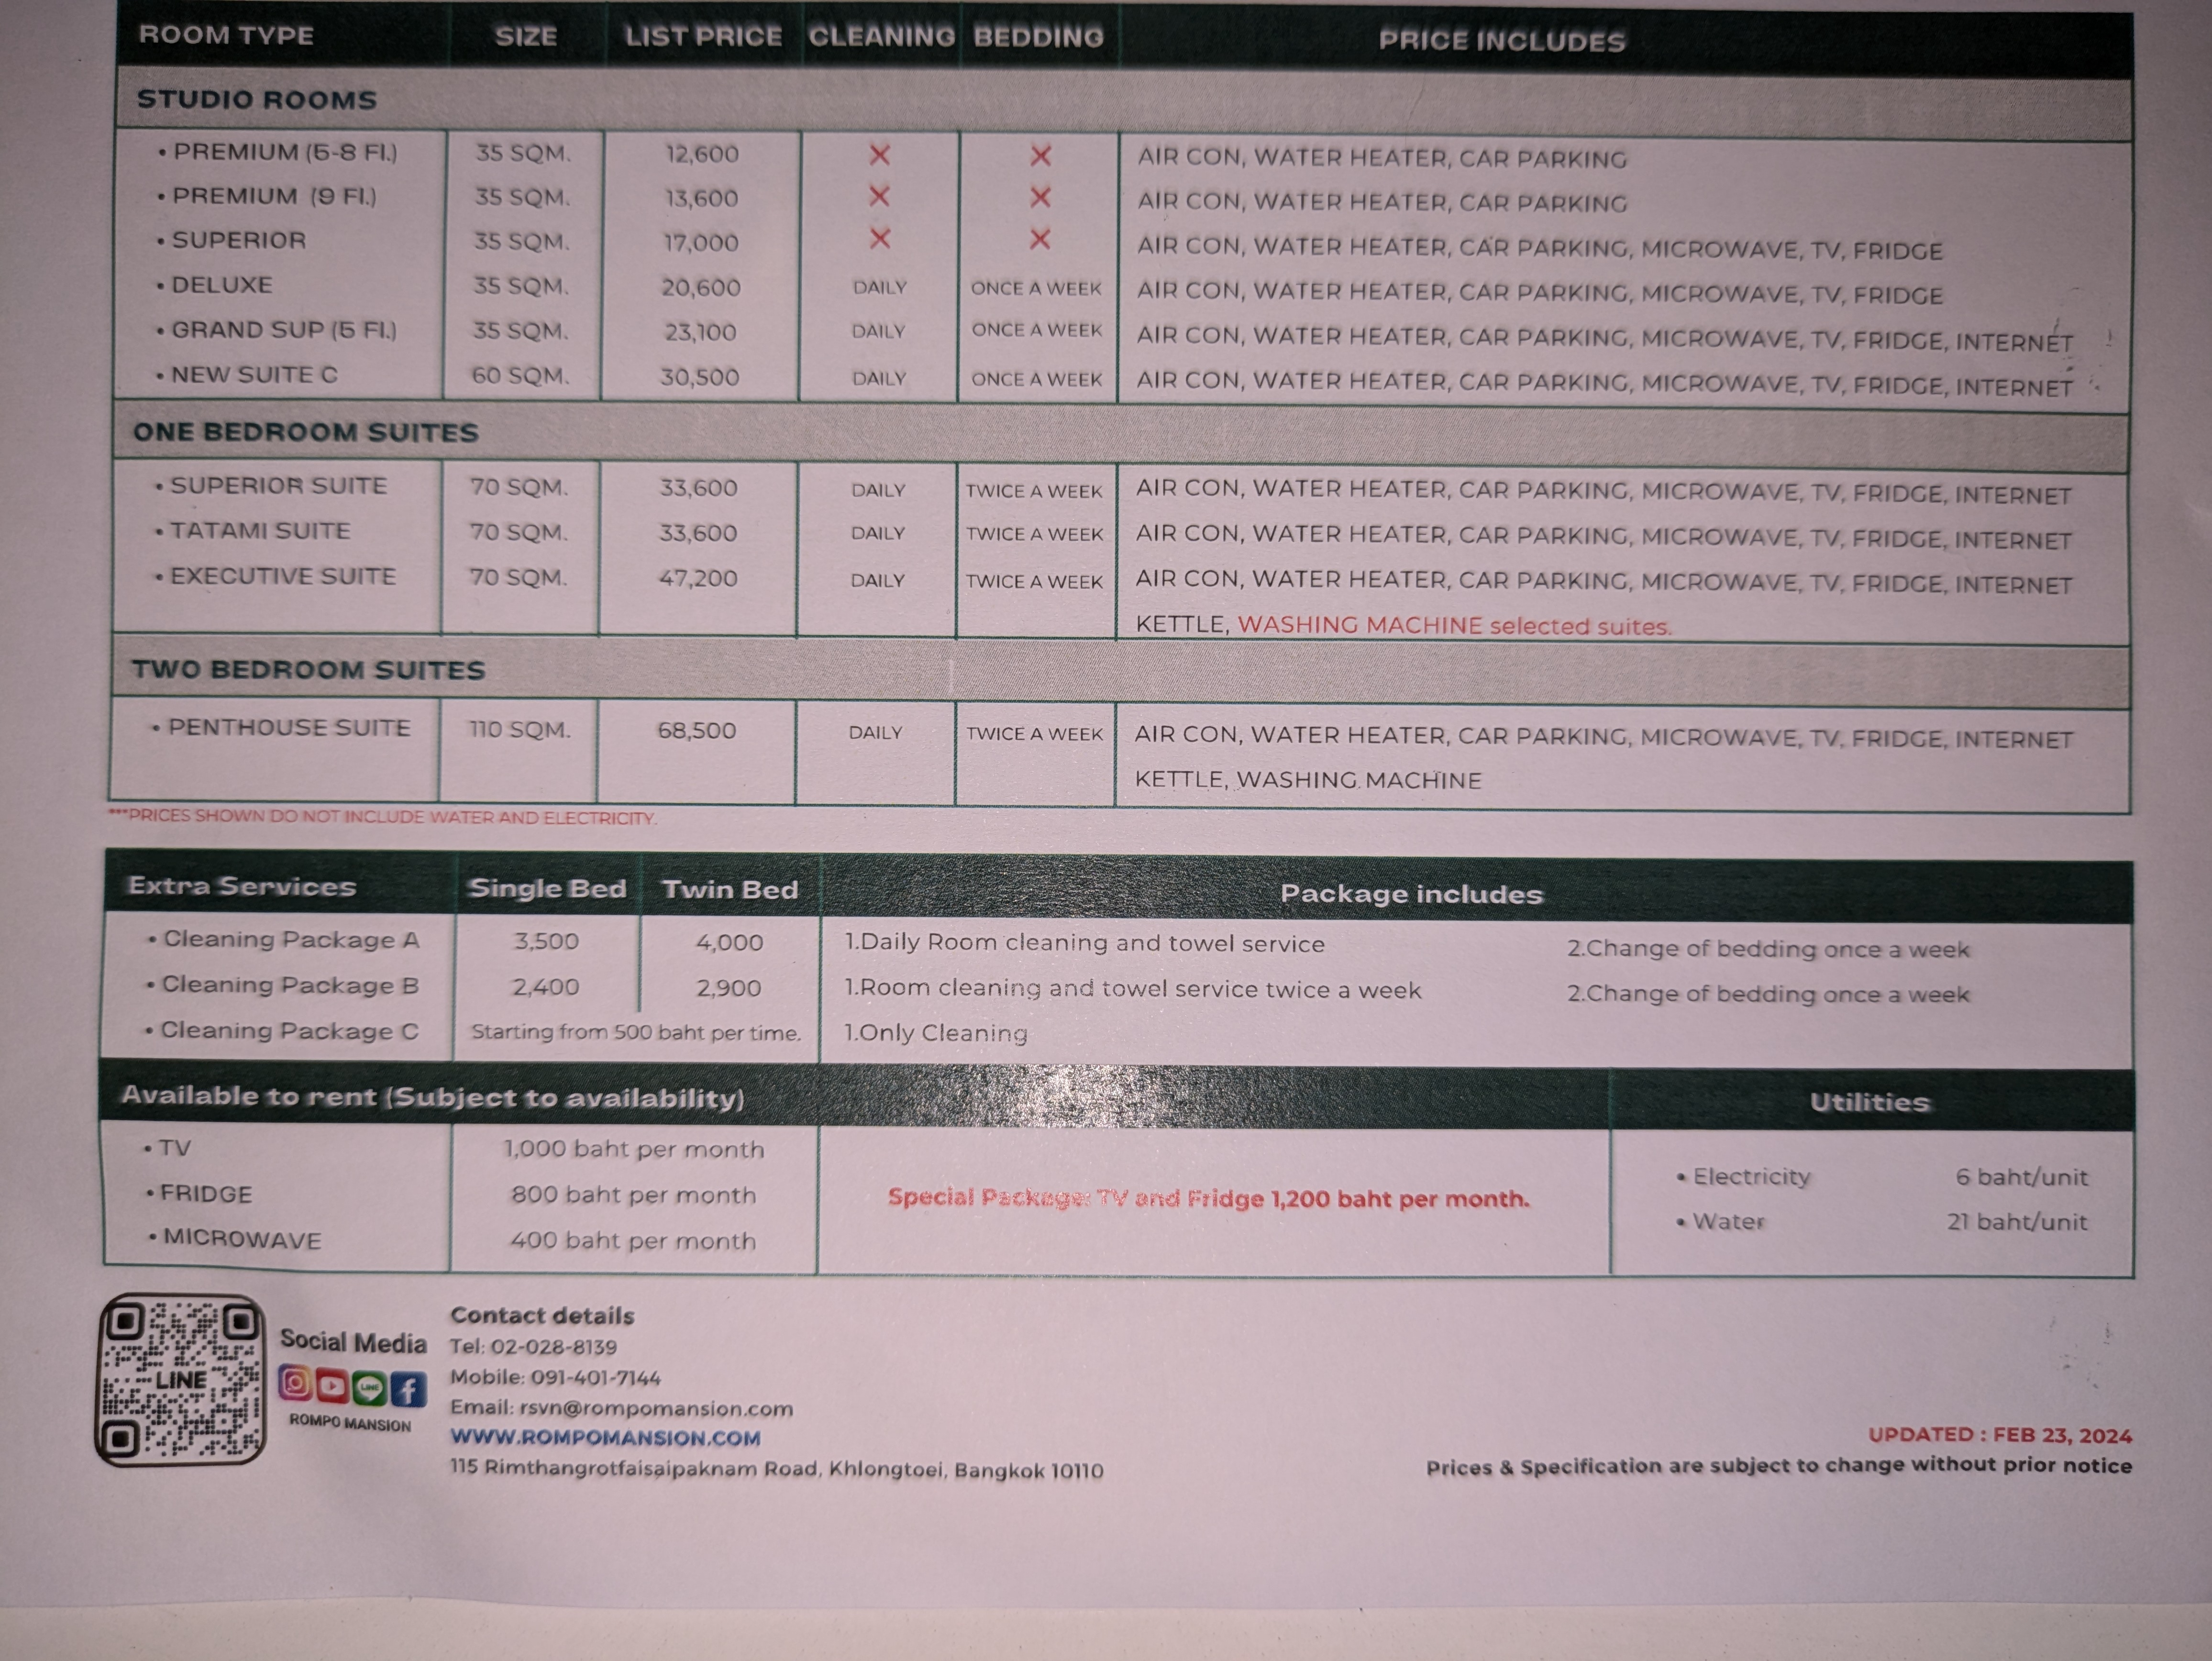 ROOM TYPE SIZE LIST PRICE CLEANING BEDDING PRICE INCLUDES
STUDIO ROOMS
• PREMIUM (5-8 Fl.) 35 SQM. 12,600 ✕ ✕ AIR CON, WATER HEATER, CAR PARKING
• PREMIUM (9 Fl.) 35 SQM. 13,600 ✕ ✕ AIR CON, WATER HEATER, CAR PARKING
• SUPERIOR 35 SQM. 17,000 ✕ ✕ AIR CON, WATER HEATER, CAR PARKING, MICROWAVE, TV, FRIDGE
• DELUXE 35 SQM. 20,600 DAILY ONCE A WEEK AIR CON, WATER HEATER, CAR PARKING, MICROWAVE, TV, FRIDGE
• GRAND SUP (5 Fl.) 35 SQM. 23,100 DAILY ONCE A WEEK AIR CON, WATER HEATER, CAR PARKING, MICROWAVE, TV, FRIDGE, INTERNET
• NEW SUITE C 60 SQM. 30,500 DAILY ONCE A WEEK AIR CON, WATER HEATER, CAR PARKING, MICROWAVE, TV, FRIDGE, INTERNET
ONE BEDROOM SUITES
• SUPERIOR SUITE 70 SQM. 33,600 DAILY TWICE A WEEK AIR CON, WATER HEATER, CAR PARKING, MICROWAVE, TV, FRIDGE, INTERNET
• TATAMI SUITE 70 SQM. 33,600 DAILY TWICE A WEEK AIR CON, WATER HEATER, CAR PARKING, MICROWAVE, TV, FRIDGE, INTERNET
• EXECUTIVE SUITE 70 SQM. 47,200 DAILY TWICE A WEEK AIR CON, WATER HEATER, CAR PARKING, MICROWAVE, TV, FRIDGE, INTERNET
KETTLE, WASHING MACHINE selected suites.
TWO BEDROOM SUITES
• PENTHOUSE SUITE 110 SQM. 68,500 DAILY TWICE A WEEK AIR CON, WATER HEATER, CAR PARKING, MICROWAVE, TV, FRIDGE, INTERNET
KETTLE, WASHING MACHINE
***PRICES SHOWN DO NOT INCLUDE WATER AND ELECTRICITY.
Extra Services Single Bed Twin Bed Package includes
• Cleaning Package A 3,500 4,000 1.Daily Room cleaning and towel service 2.Change of bedding once a week
• Cleaning Package B 2,400 2,900 1.Room cleaning and towel service twice a week 2.Change of bedding once a week
• Cleaning Package C Starting from 500 baht per time. 1.Only Cleaning
Available to rent (Subject to availability) Utilities
• TV 1,000 baht per month
• FRIDGE 800 baht per month
• MICROWAVE 400 baht per month
Special Package: TV and Fridge 1,200 baht per month.
• Electricity 6 baht/unit
• Water 21 baht/unit
LINE
Social Media
LINE
ROMPO MANSION
Contact details
Tel: 02-028-8139
Mobile: 091-401-7144
Email: rsvn@rompomansion.com
WWW.ROMPOMANSION.COM
115 Rimthangrotfaisaipaknam Road, Khlongtoei, Bangkok 10110
UPDATED : FEB 23, 2024
Prices & Specification are subject to change without prior notice